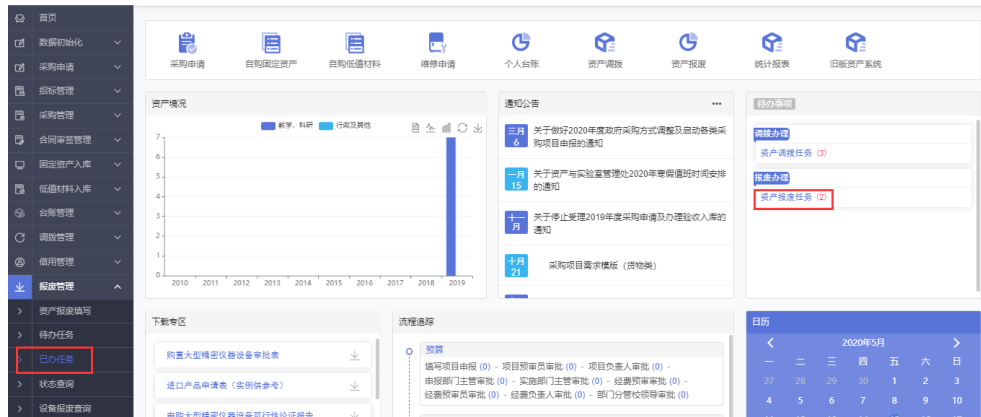 首页
数据初始化
采购申请
招标管理
采购管理
合同审签管理
固定资产入库
低值材料入库
台账管理
调拨管理
借用管理
报废管理
资产报废填写
待办任务
已办任务
状态查询
设备报废查询
采购申请 自购固定资产 自购低值材料 维修申请 个人台账 资产调拨 资产报废 统计报表 旧版资产系统
资产境况
教学、科研 行政及其他
7
6
5
4
3
2
1
0
2010 2011 2012 2013 2014 2015 2016 2017 2018 2019
通知公告
三月
6
关于做好2020年度政府采购方式调整及启动各类采
购项目申报的通知
一月
15
关于资产与实验室管理处2020年寒假值班时间安排
的通知
十一
月
关于停止受理2019年度采购申请及办理验收入库的
通知
十月
21
采购项目需求模版（货物类）
待办事项
调拨办理
资产调拨任务 (3)
报废办理
资产报废任务 (2)
下载专区
购置大型精密仪器设备审批表
进口产品申请表（实例供参考）
申购大型精密仪器设备可行性论证报告
流程追踪
预算
填写项目申报 (0) - 项目预审员审批 (0) - 项目负责人审批 (0) -
申报部门主管审批 (0) - 实施部门主管审批 (0) - 经费预审审批 (0) -
经费预审员审批 (0) - 经费负责人审批 (0) - 部门分管校领导审批 (0)
日历
2020年5月
一 二 三 四 五 六 日
27 28 29 30 1 2 3
4 5 6 7 8 9 10